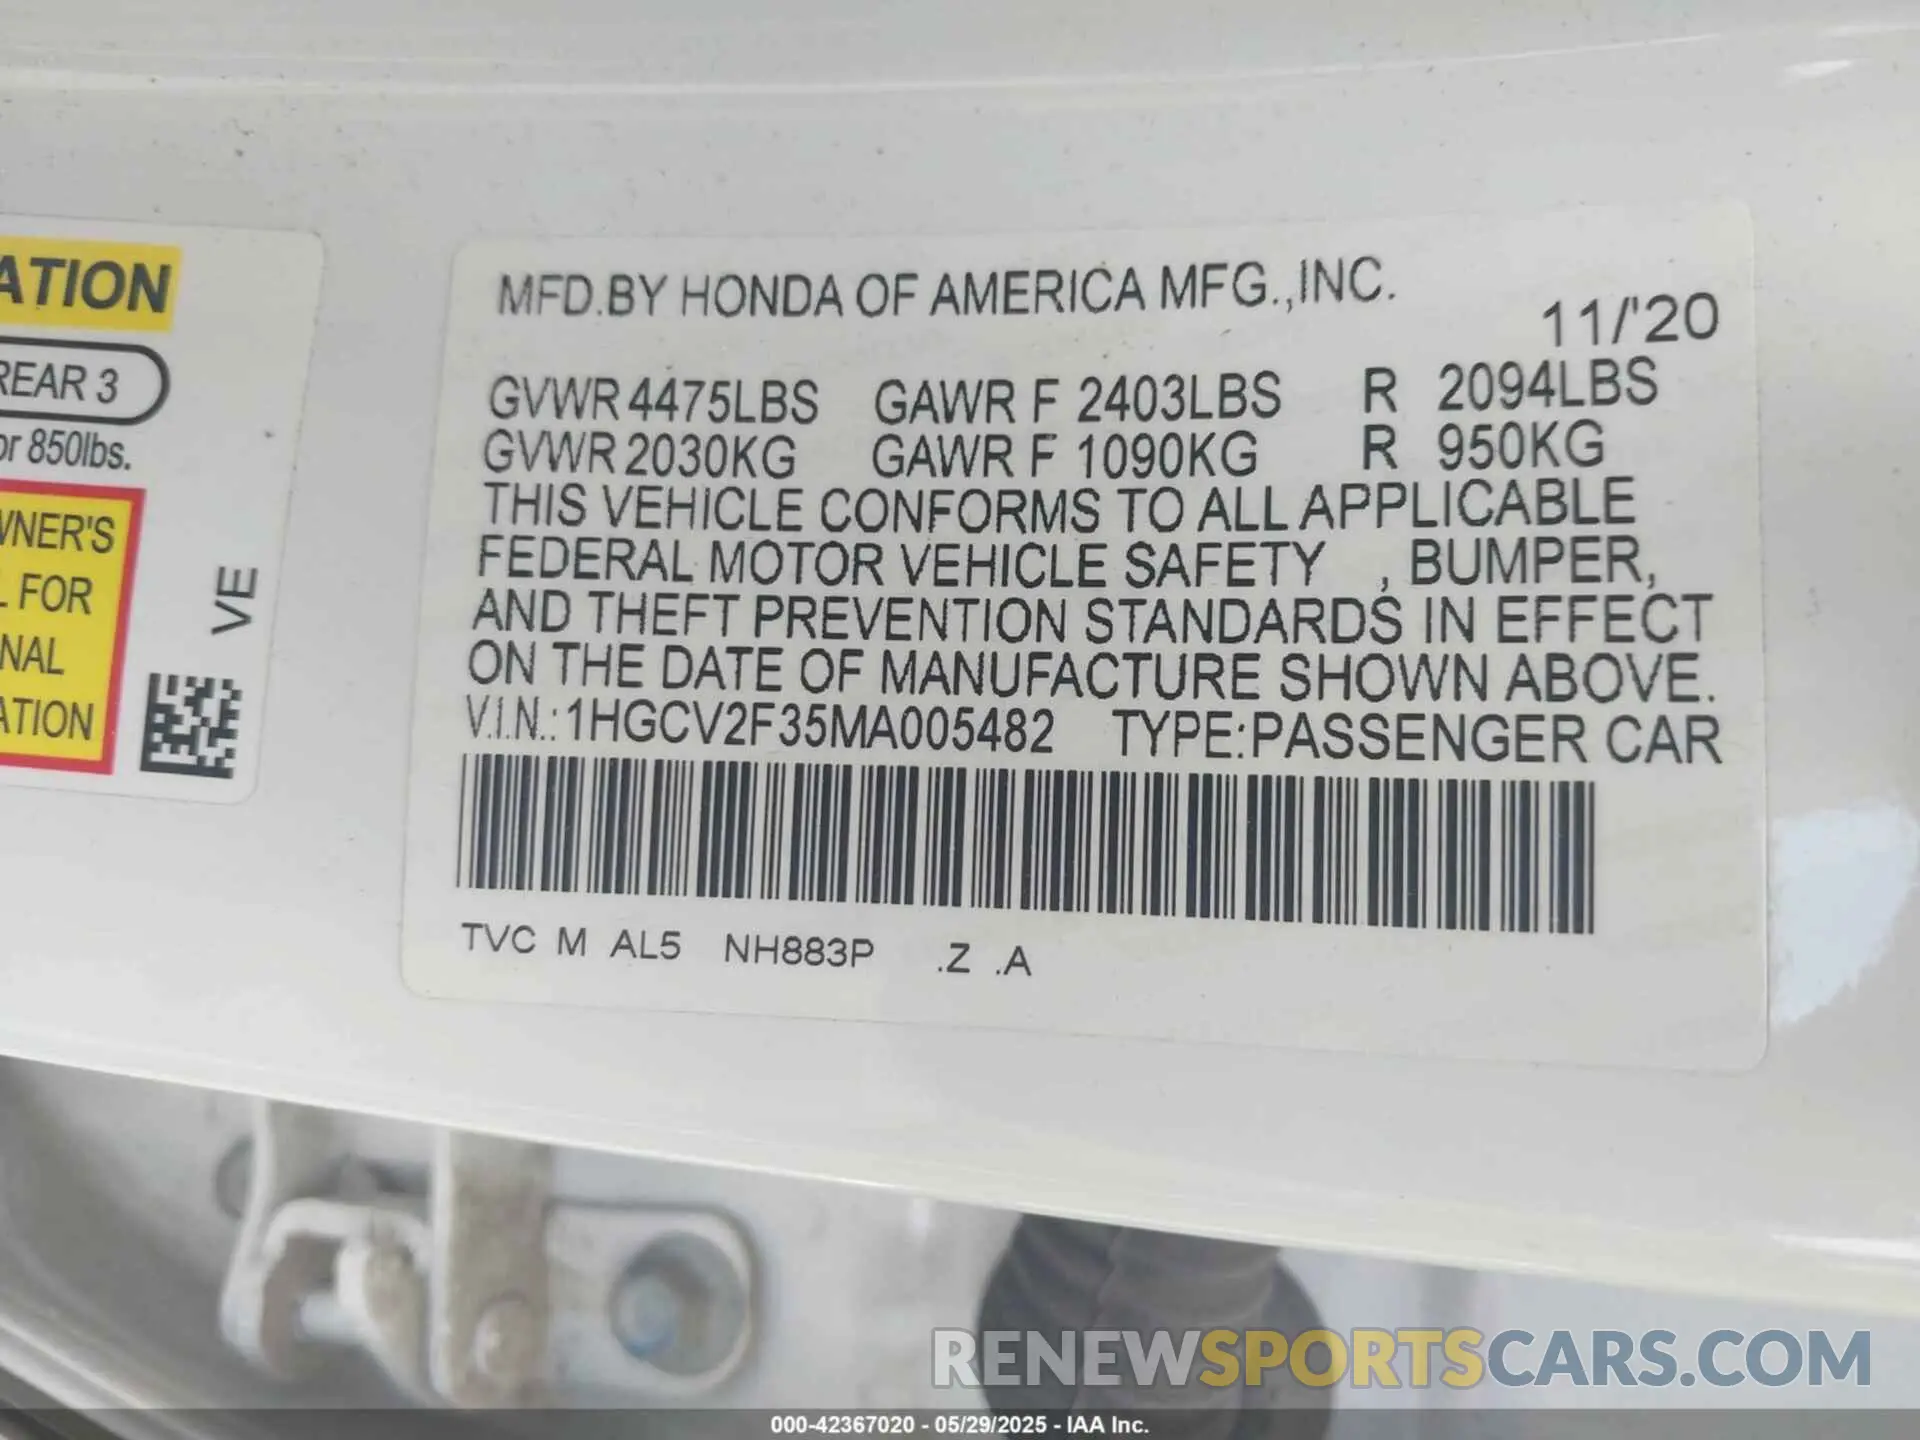 ATION
REAR 3
or 850lbs.
WNER'S
L FOR
NAL
ATION
VE
MFD.BY HONDA OF AMERICA MFG.,INC.
11/'20
GVWR 4475LBS GAWR F 2403LBS R 2094LBS
GVWR 2030KG GAWR F 1090KG R 950KG
THIS VEHICLE CONFORMS TO ALL APPLICABLE
FEDERAL MOTOR VEHICLE SAFETY , BUMPER,
AND THEFT PREVENTION STANDARDS IN EFFECT
ON THE DATE OF MANUFACTURE SHOWN ABOVE.
V.I.N.: 1HGCV2F35MA005482 TYPE:PASSENGER CAR
TVC M AL5 NH883P .Z .A
RENEWSPORTSCARS.COM
000-42367020 - 05/29/2025 - IAA Inc.